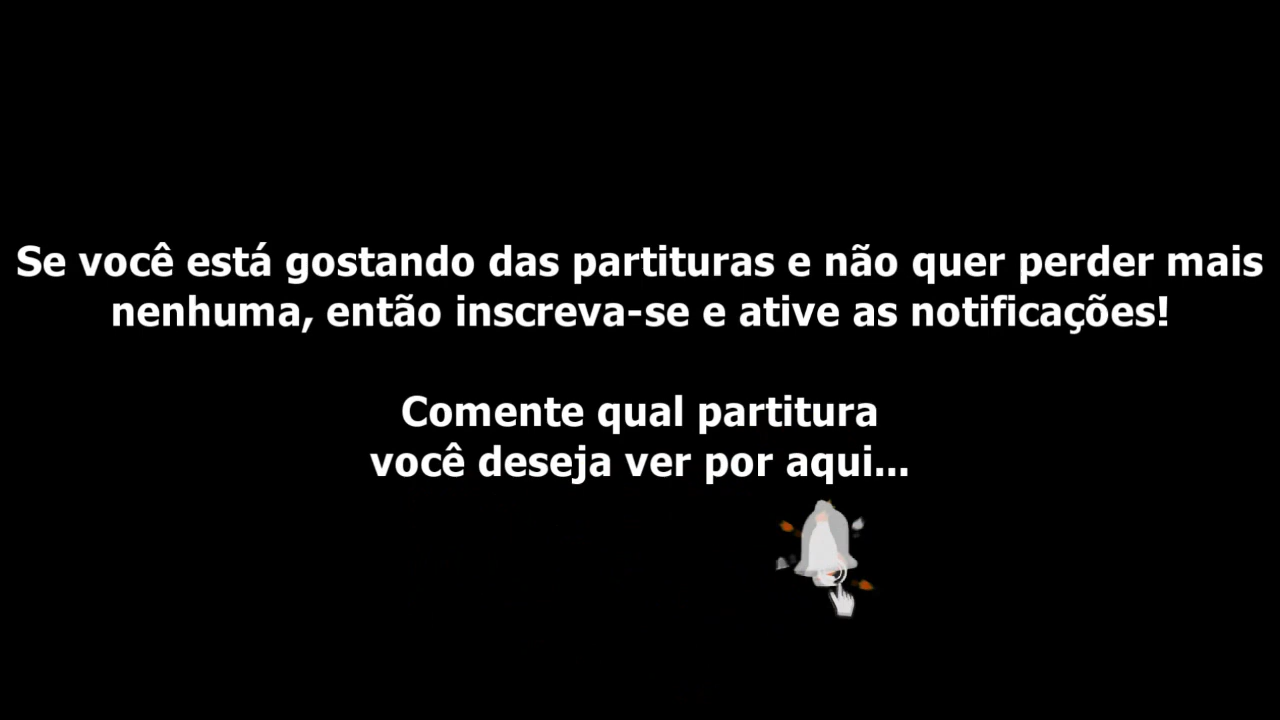 Se você está gostando das partituras e não quer perder mais
nenhuma, então inscreva-se e ative as notificações!
Comente qual partitura
você deseja ver por aqui...